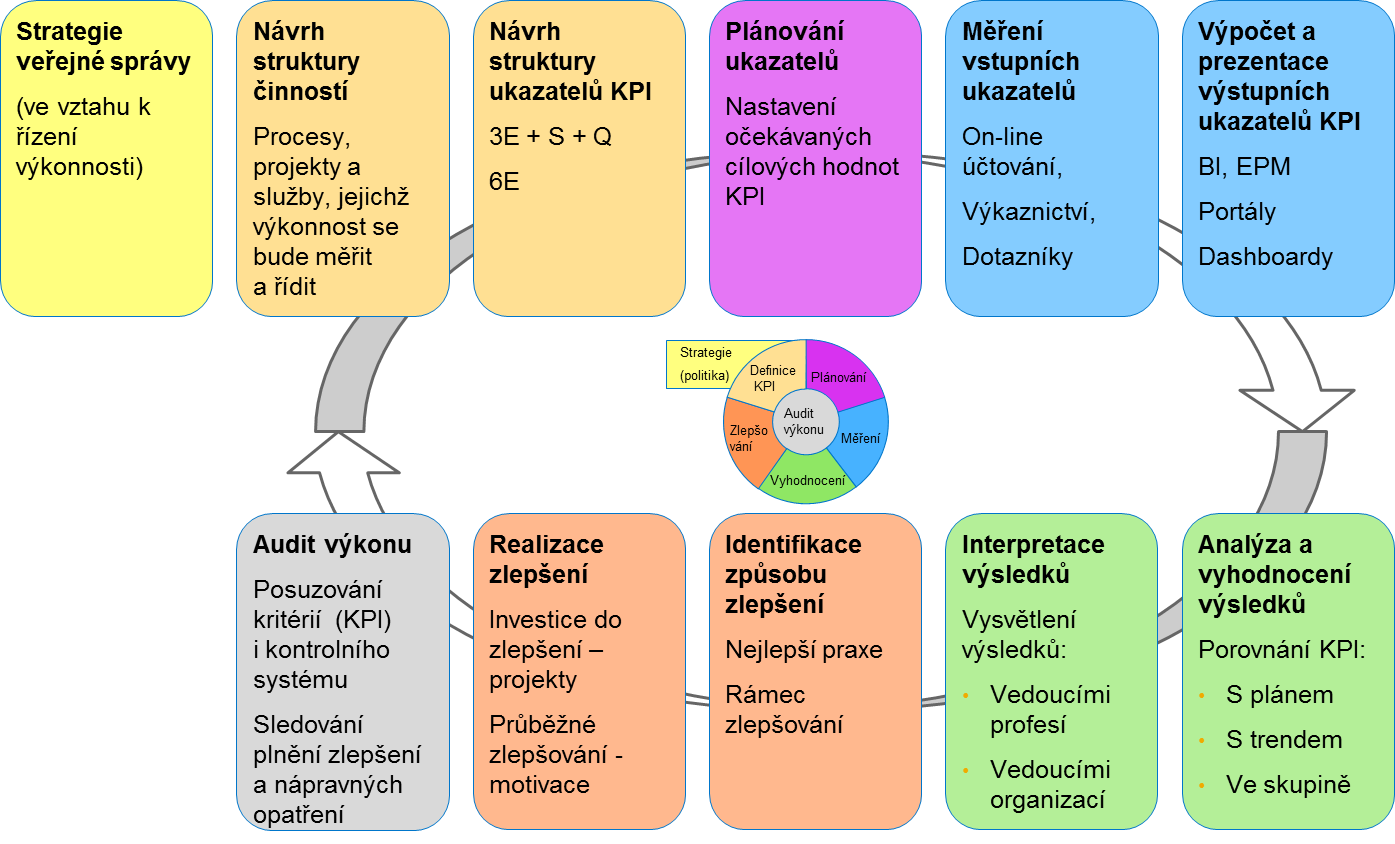 Strategie
veřejné správy
(ve vztahu k
řízení
výkonnosti)
Návrh
struktury
činností
Procesy,
projekty a
služby, jejichž
výkonnost se
bude měřit
a řídit
Návrh
struktury
ukazatelů KPI
3E + S + Q
6E
Plánování
ukazatelů
Nastavení
očekávaných
cílových hodnot
KPI
Měření
vstupních
ukazatelů
On-line
účtování,
Výkaznictví,
Dotazníky
Výpočet a
prezentace
výstupních
ukazatelů KPI
BI, EPM
Portály
Dashboardy
Strategie
(politika)
Definice
KPI
Plánování
Audit
výkonu
Zlepšo
vání
Měření
Vyhodnocení
Audit výkonu
Posuzování
kritérií (KPI)
i kontrolního
systému
Sledování
plnění zlepšení
a nápravných
opatření
Realizace
zlepšení
Investice do
zlepšení –
projekty
Průběžné
zlepšování -
motivace
Identifikace
způsobu
zlepšení
Nejlepší praxe
Rámec
zlepšování
Interpretace
výsledků
Vysvětlení
výsledků:
• Vedoucími
profesí
• Vedoucími
organizací
Analýza a
vyhodnocení
výsledků
Porovnání KPI:
• S plánem
• S trendem
• Ve skupině